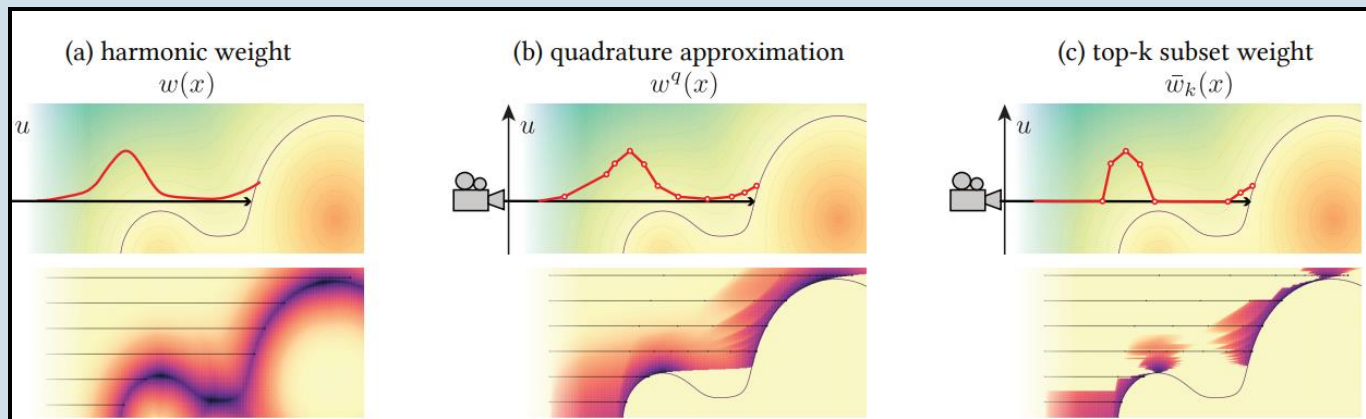 (a) harmonic weight
w(x)
u
(b) quadrature approximation
w^q(x)
u
(c) top-k subset weight
w̄_k(x)
u